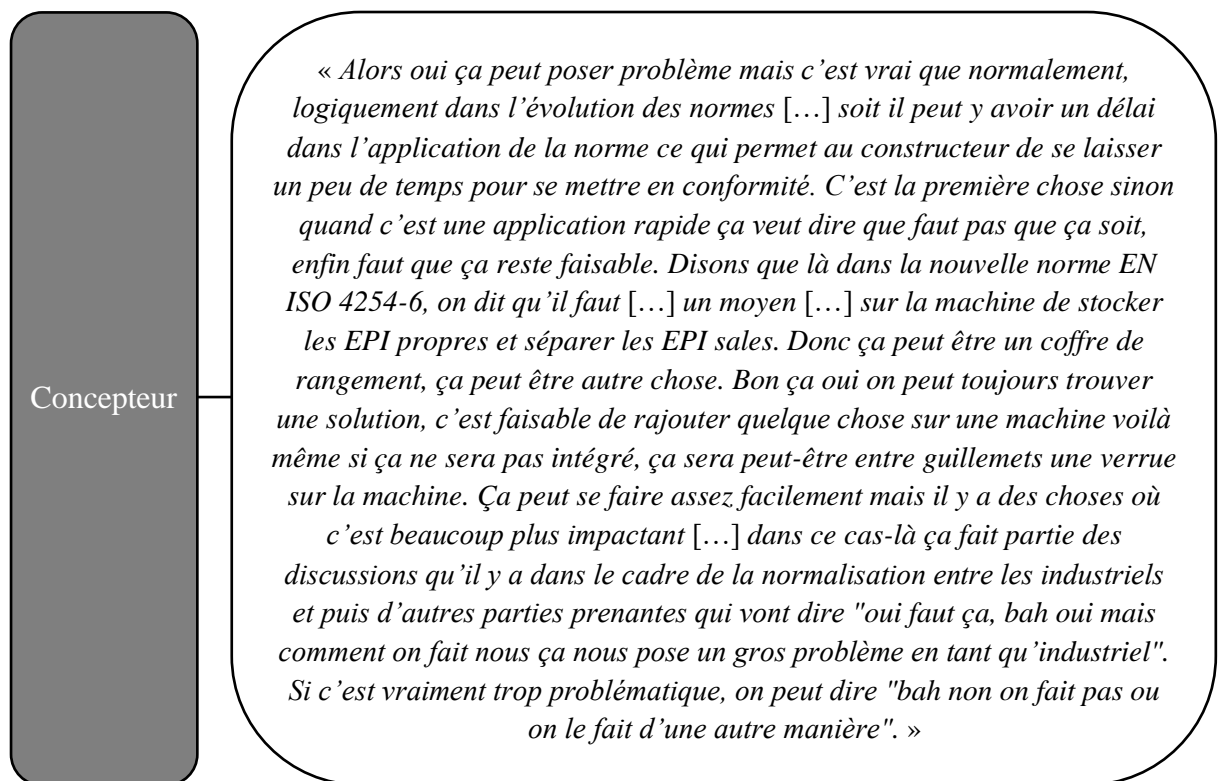 Concepteur
« Alors oui ça peut poser problème mais c’est vrai que normalement,
logiquement dans l’évolution des normes […] soit il peut y avoir un délai
dans l’application de la norme ce qui permet au constructeur de se laisser
un peu de temps pour se mettre en conformité. C’est la première chose sinon
quand c’est une application rapide ça veut dire que faut pas que ça soit,
enfin faut que ça reste faisable. Disons que là dans la nouvelle norme EN
ISO 4254-6, on dit qu’il faut […] un moyen […] sur la machine de stocker
les EPI propres et séparer les EPI sales. Donc ça peut être un coffre de
rangement, ça peut être autre chose. Bon ça oui on peut toujours trouver
une solution, c’est faisable de rajouter quelque chose sur une machine voilà
même si ça ne sera pas intégré, ça sera peut-être entre guillemets une verrue
sur la machine. Ça peut se faire assez facilement mais il y a des choses où
c’est beaucoup plus impactant […] dans ce cas-là ça fait partie des
discussions qu’il y a dans le cadre de la normalisation entre les industriels
et puis d’autres parties prenantes qui vont dire "oui faut ça, bah oui mais
comment on fait nous ça nous pose un gros problème en tant qu’industriel".
Si c’est vraiment trop problématique, on peut dire "bah non on fait pas ou
on le fait d’une autre manière". »